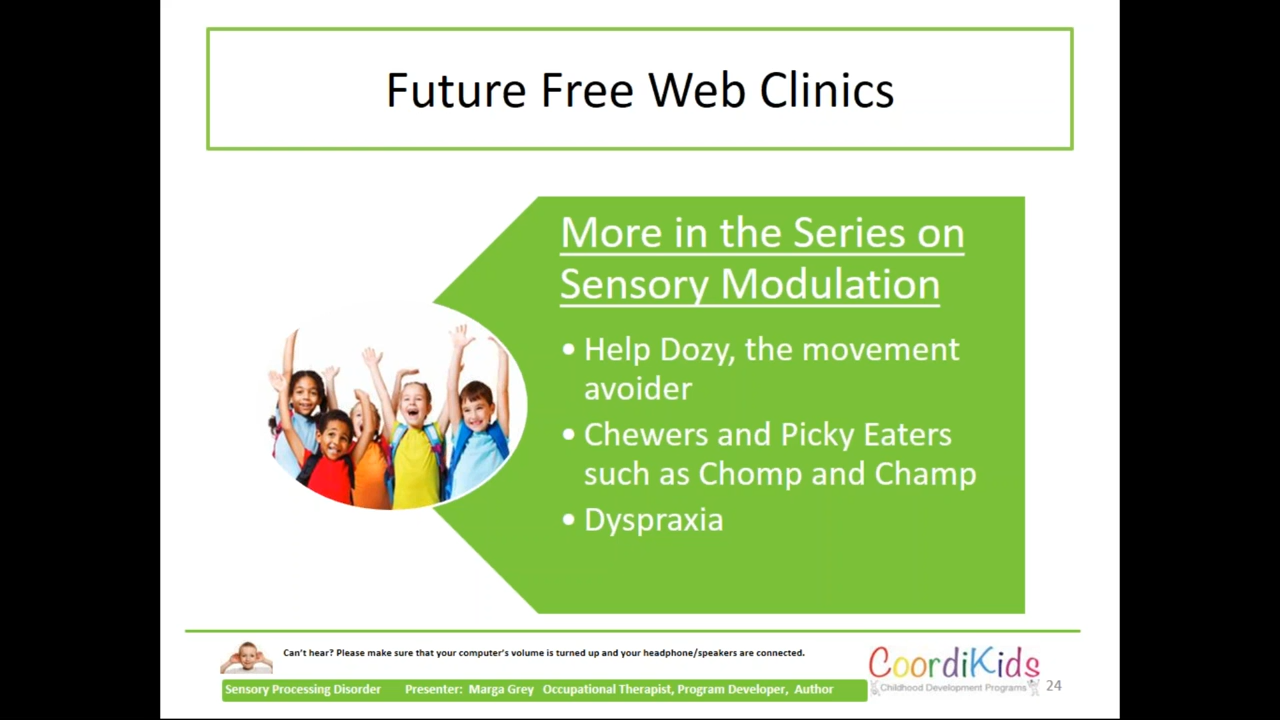 Future Free Web Clinics
More in the Series on
Sensory Modulation
• Help Dozy, the movement
avoider
• Chewers and Picky Eaters
such as Chomp and Champ
• Dyspraxia
Can't hear? Please make sure that your computer's volume is turned up and your headphone/speakers are connected.
Sensory Processing Disorder Presenter: Marga Grey Occupational Therapist, Program Developer, Author
CoordiKids
Childhood Development Programs
24